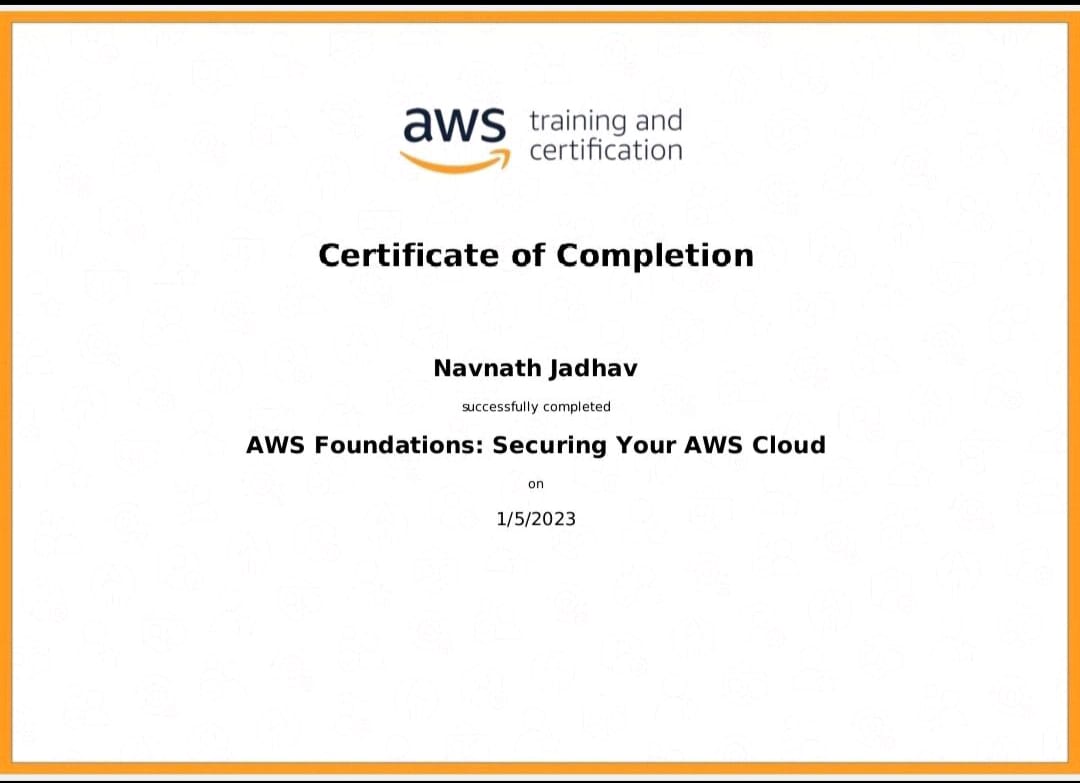 aws training and
certification
Certificate of Completion
Navnath Jadhav
successfully completed
AWS Foundations: Securing Your AWS Cloud
on
1/5/2023